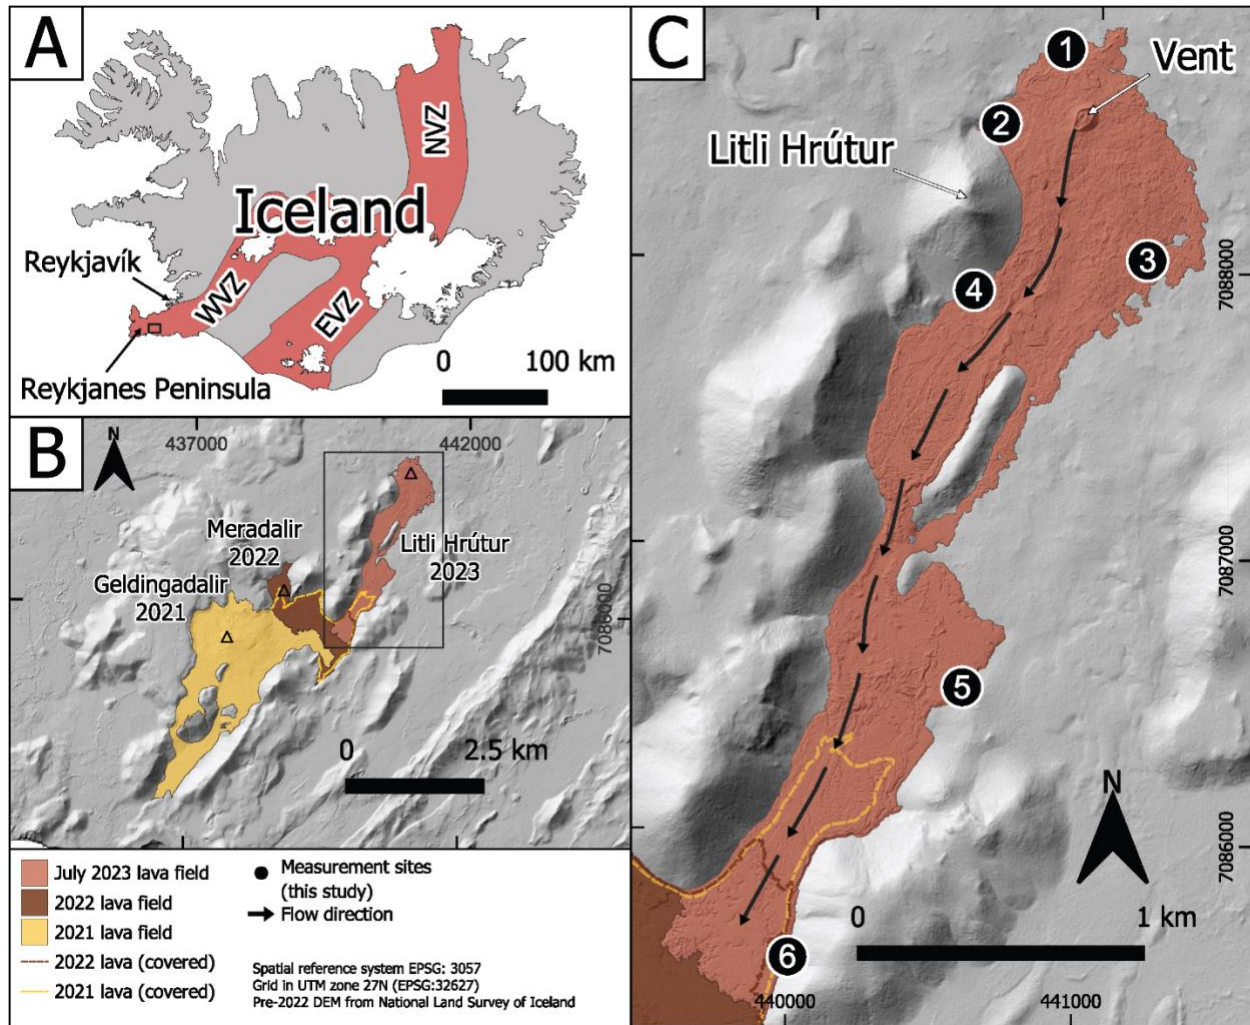 A
Iceland
NVZ
WVZ
EVZ
Reykjavík
Reykjanes Peninsula
0 100 km
B
N
437000
442000
7086000
Meradalir
2022
Geldingadalir
2021
Litli Hrútur
2023
0 2.5 km
July 2023 lava field
2022 lava field
2021 lava field
2022 lava (covered)
2021 lava (covered)
Measurement sites
(this study)
Flow direction
Spatial reference system EPSG: 3057
Grid in UTM zone 27N (EPSG:32627)
Pre-2022 DEM from National Land Survey of Iceland
C
1
Vent
2
Litli Hrútur
3
4
7088000
7087000
5
N
7086000
0 1 km
6
440000
441000